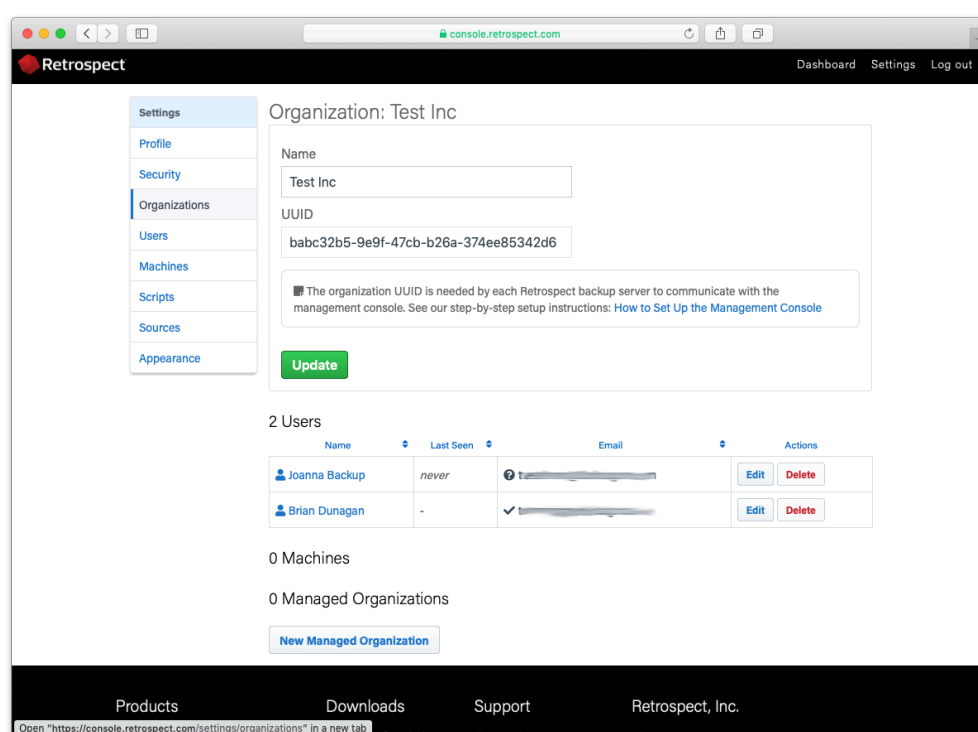 console.retrospect.com
Retrospect
Dashboard Settings Log out
Settings
Profile
Security
Organizations
Users
Machines
Scripts
Sources
Appearance
Organization: Test Inc
Name
Test Inc
UUID
babc32b5-9e9f-47cb-b26a-374ee85342d6
The organization UUID is needed by each Retrospect backup server to communicate with the
management console. See our step-by-step setup instructions: How to Set Up the Management Console
Update
2 Users
Name Last Seen Email Actions
Joanna Backup never Edit Delete
Brian Dunagan - Edit Delete
0 Machines
0 Managed Organizations
New Managed Organization
Products Downloads Support Retrospect, Inc.
Open "https://console.retrospect.com/settings/organizations" in a new tab